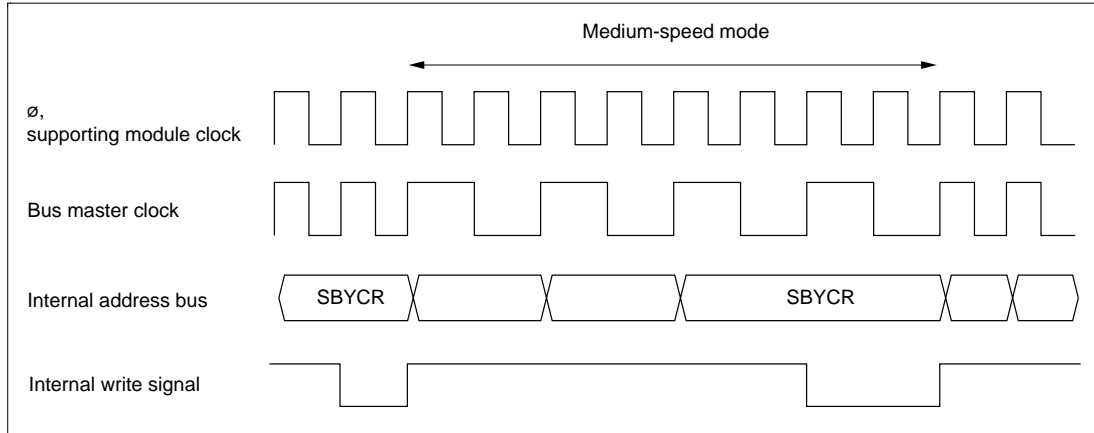 Medium-speed mode
ø,
supporting module clock
Bus master clock
Internal address bus
SBYCR
SBYCR
Internal write signal